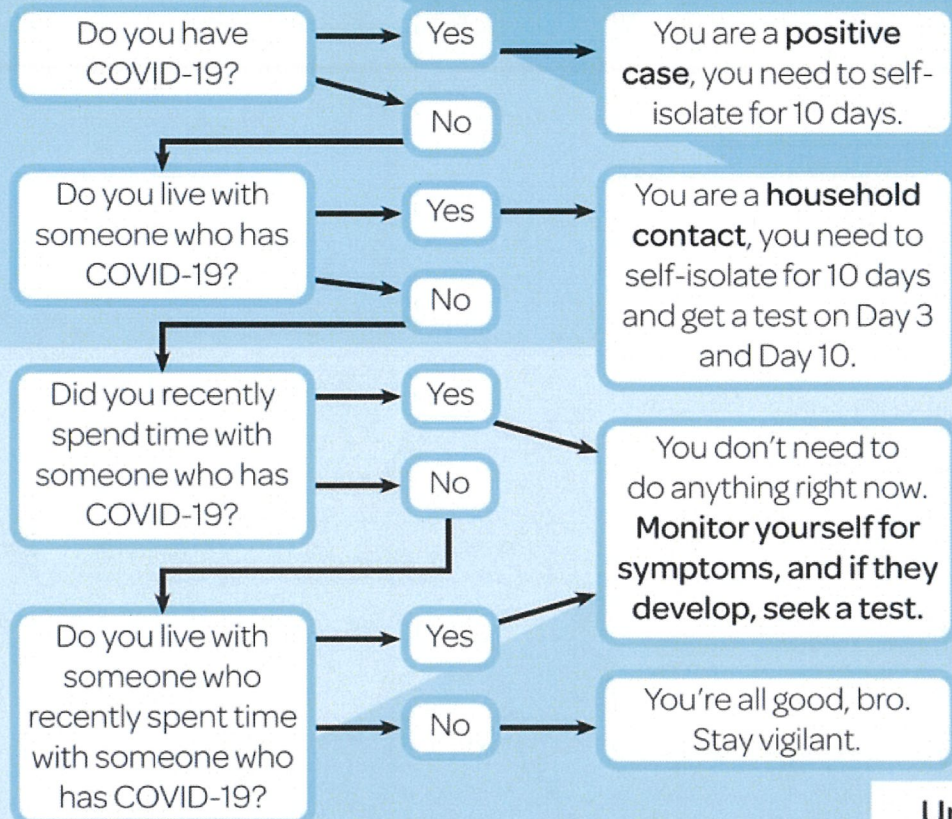 Do you have
COVID-19?
Yes
You are a positive
case, you need to self-
isolate for 10 days.
No
Do you live with
someone who has
COVID-19?
Yes
You are a household
contact, you need to
self-isolate for 10 days
and get a test on Day 3
and Day 10.
No
Did you recently
spend time with
someone who has
COVID-19?
Yes
No
You don't need to
do anything right now.
Monitor yourself for
symptoms, and if they
develop, seek a test.
Do you live with
someone who
recently spent time
with someone who
has COVID-19?
Yes
No
You're all good, bro.
Stay vigilant.